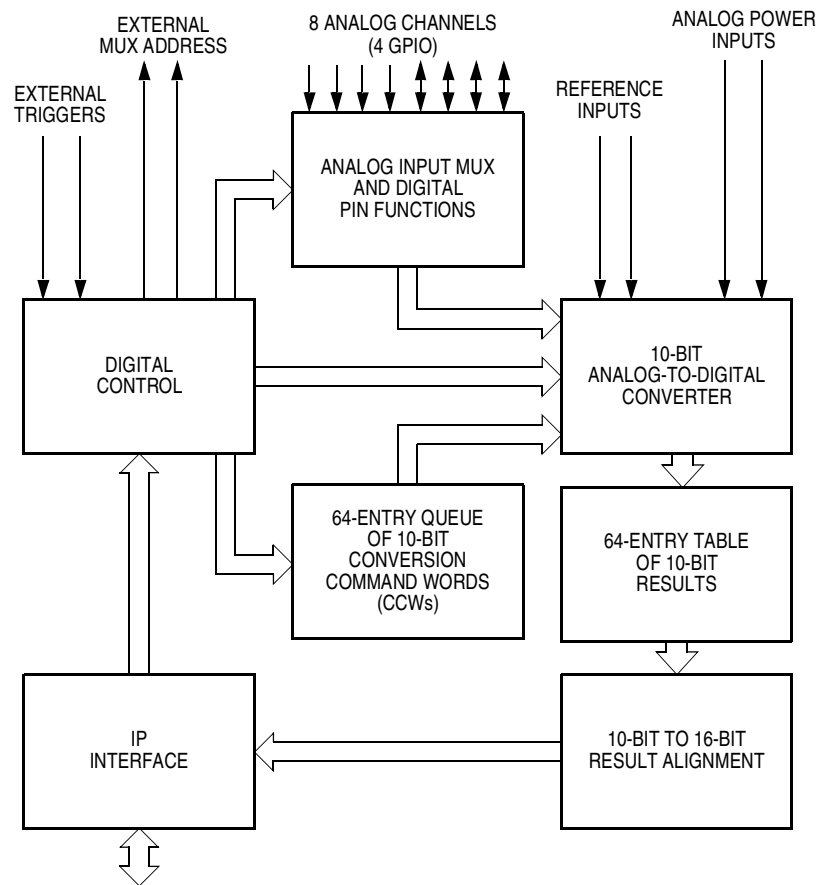 EXTERNAL
MUX ADDRESS
8 ANALOG CHANNELS
(4 GPIO)
ANALOG POWER
INPUTS
EXTERNAL
TRIGGERS
REFERENCE
INPUTS
ANALOG INPUT MUX
AND DIGITAL
PIN FUNCTIONS
DIGITAL
CONTROL
10-BIT
ANALOG-TO-DIGITAL
CONVERTER
64-ENTRY QUEUE
OF 10-BIT
CONVERSION
COMMAND WORDS
(CCWs)
64-ENTRY TABLE
OF 10-BIT
RESULTS
IP
INTERFACE
10-BIT TO 16-BIT
RESULT ALIGNMENT